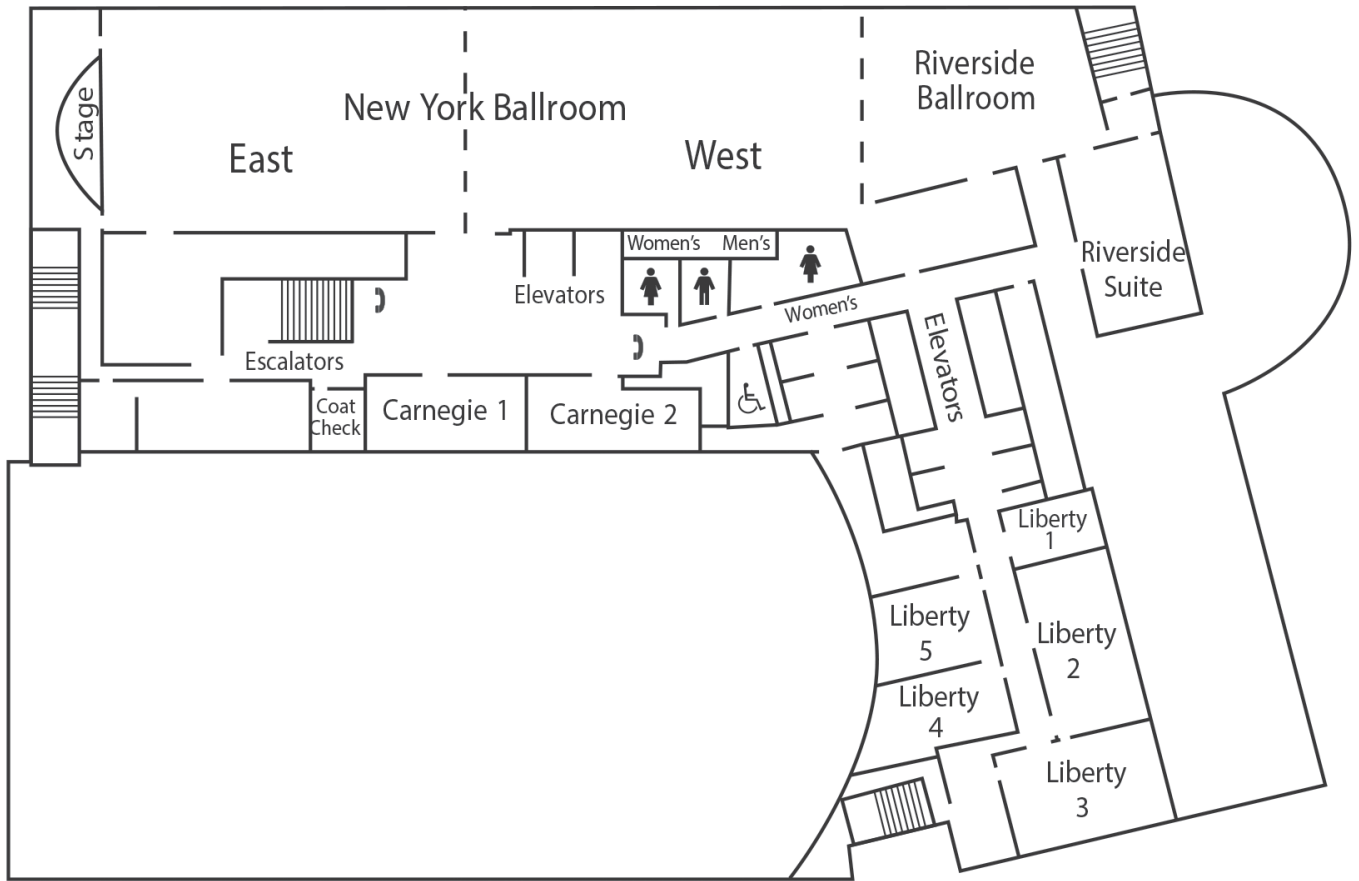 Stage
New York Ballroom
East
West
Riverside
Ballroom
Women's
Men's
Elevators
Women's
Riverside
Suite
Escalators
Elevators
Coat
Check
Carnegie 1
Carnegie 2
Liberty
1
Liberty
5
Liberty
2
Liberty
4
Liberty
3